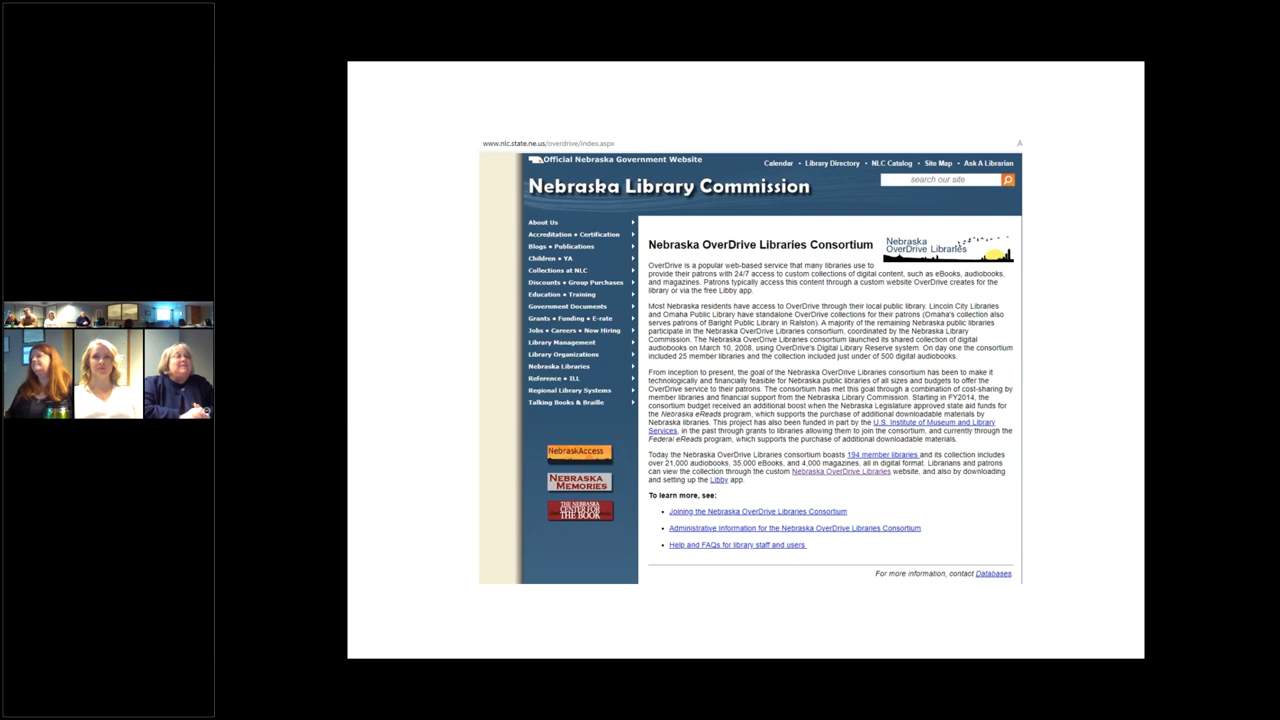 www.nlc.state.ne.us/overdrive/index.aspx
Official Nebraska Government Website
Calendar • Library Directory • NLC Catalog • Site Map • Ask A Librarian
Nebraska Library Commission
search our site
About Us
Accreditation • Certification
Blogs • Publications
Children • YA
Collections at NLC
Discounts • Group Purchases
Education • Training
Government Documents
Grants • Funding • E-rate
Jobs • Careers • Now Hiring
Library Management
Library Organizations
Nebraska Libraries
Reference • ILL
Regional Library Systems
Talking Books & Braille
NebraskAccess
NEBRASKA
MEMORIES
THE NEBRASKA
CENTER FOR
THE BOOK
Nebraska OverDrive Libraries Consortium
Nebraska
OverDrive Libraries
OverDrive is a popular web-based service that many libraries use to
provide their patrons with 24/7 access to custom collections of digital content, such as eBooks, audiobooks,
and magazines. Patrons typically access this content through a custom website OverDrive creates for the
library or via the free Libby app.
Most Nebraska residents have access to OverDrive through their local public library. Lincoln City Libraries
and Omaha Public Library have standalone OverDrive collections for their patrons (Omaha's collection also
serves patrons of Baright Public Library in Ralston). A majority of the remaining Nebraska public libraries
participate in the Nebraska OverDrive Libraries consortium, coordinated by the Nebraska Library
Commission. The Nebraska OverDrive Libraries consortium launched its shared collection of digital
audiobooks on March 10, 2008, using OverDrive's Digital Library Reserve system. On day one the consortium
included 25 member libraries and the collection included just under of 500 digital audiobooks.
From inception to present, the goal of the Nebraska OverDrive Libraries consortium has been to make it
technologically and financially feasible for Nebraska public libraries of all sizes and budgets to offer the
OverDrive service to their patrons. The consortium has met this goal through a combination of cost-sharing by
member libraries and financial support from the Nebraska Library Commission. Starting in FY2014, the
consortium budget received an additional boost when the Nebraska Legislature approved state aid funds for
the Nebraska eReads program, which supports the purchase of additional downloadable materials by
Nebraska libraries. This project has also been funded in part by the U.S. Institute of Museum and Library
Services, in the past through grants to libraries allowing them to join the consortium, and currently through the
Federal eReads program, which supports the purchase of additional downloadable materials.
Today the Nebraska OverDrive Libraries consortium boasts 194 member libraries and its collection includes
over 21,000 audiobooks, 35,000 eBooks, and 4,000 magazines, all in digital format. Librarians and patrons
can view the collection through the custom Nebraska OverDrive Libraries website, and also by downloading
and setting up the Libby app.
To learn more, see:
• Joining the Nebraska OverDrive Libraries Consortium
• Administrative Information for the Nebraska OverDrive Libraries Consortium
• Help and FAQs for library staff and users
For more information, contact Databases.